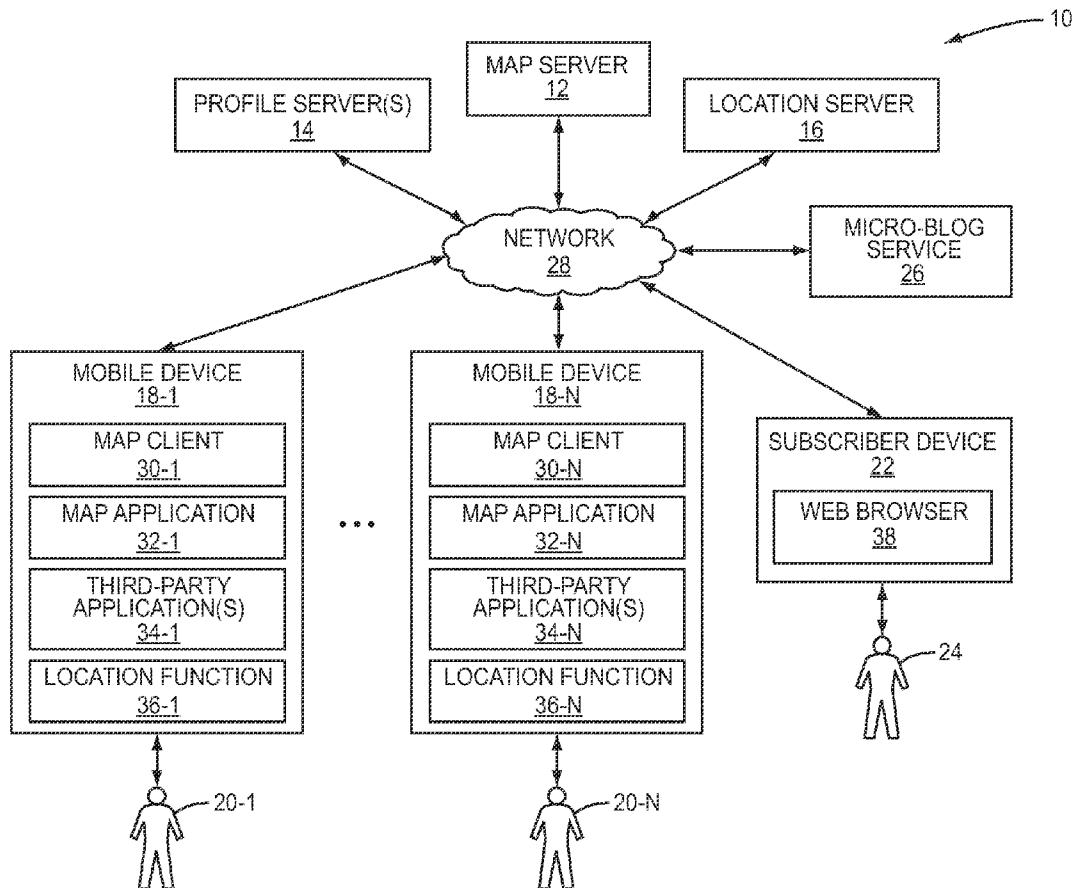 10
MAP SERVER
12
PROFILE SERVER(S)
14
LOCATION SERVER
16
NETWORK
28
MICRO-BLOG
SERVICE
26
MOBILE DEVICE
18-1
MAP CLIENT
30-1
MAP APPLICATION
32-1
THIRD-PARTY
APPLICATION(S)
34-1
LOCATION FUNCTION
36-1
20-1
MOBILE DEVICE
18-N
MAP CLIENT
30-N
MAP APPLICATION
32-N
THIRD-PARTY
APPLICATION(S)
34-N
LOCATION FUNCTION
36-N
20-N
SUBSCRIBER DEVICE
22
WEB BROWSER
38
24